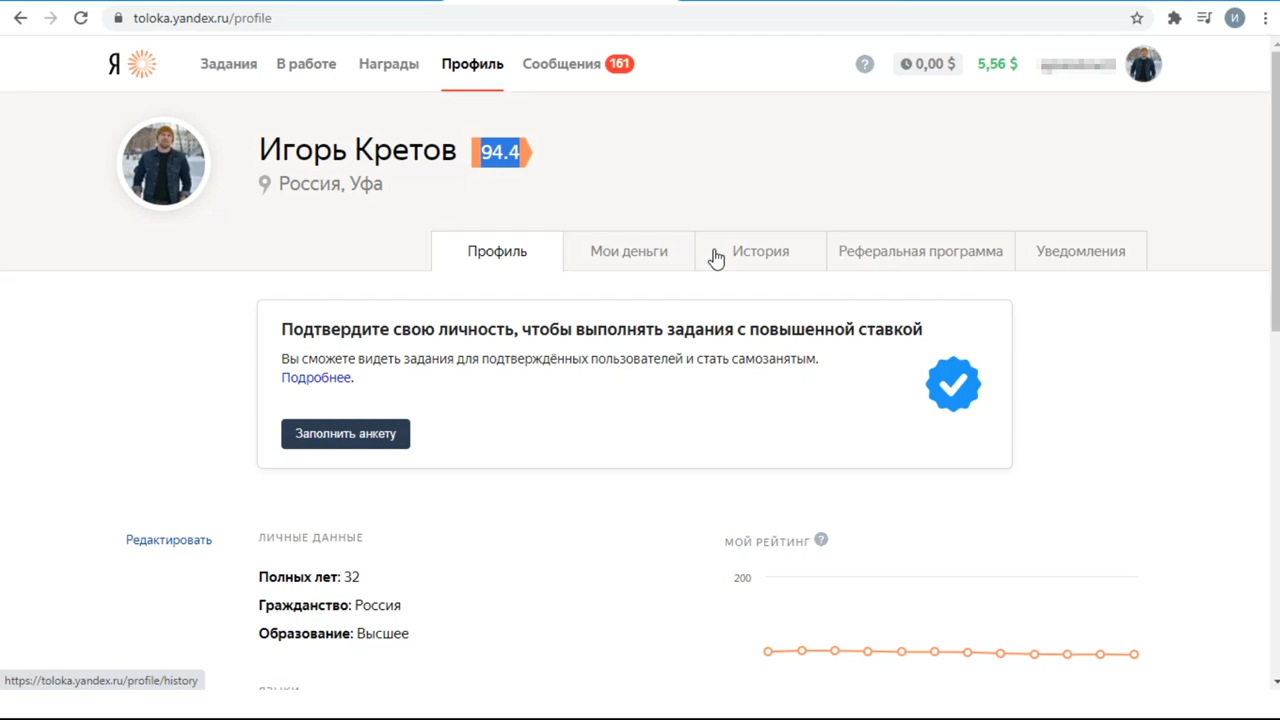 toloka.yandex.ru/profile
И
Я Задания В работе Награды Профиль Сообщения 161 ? 0,00 $ 5,56 $
Игорь Кретов 94.4
Россия, Уфа
Профиль Мои деньги История Реферальная программа Уведомления
Подтвердите свою личность, чтобы выполнять задания с повышенной ставкой
Вы сможете видеть задания для подтверждённых пользователей и стать самозанятым.
Подробнее.
Заполнить анкету
Редактировать ЛИЧНЫЕ ДАННЫЕ МОЙ РЕЙТИНГ ?
Полных лет: 32 200
Гражданство: Россия
Образование: Высшее
https://toloka.yandex.ru/profile/history